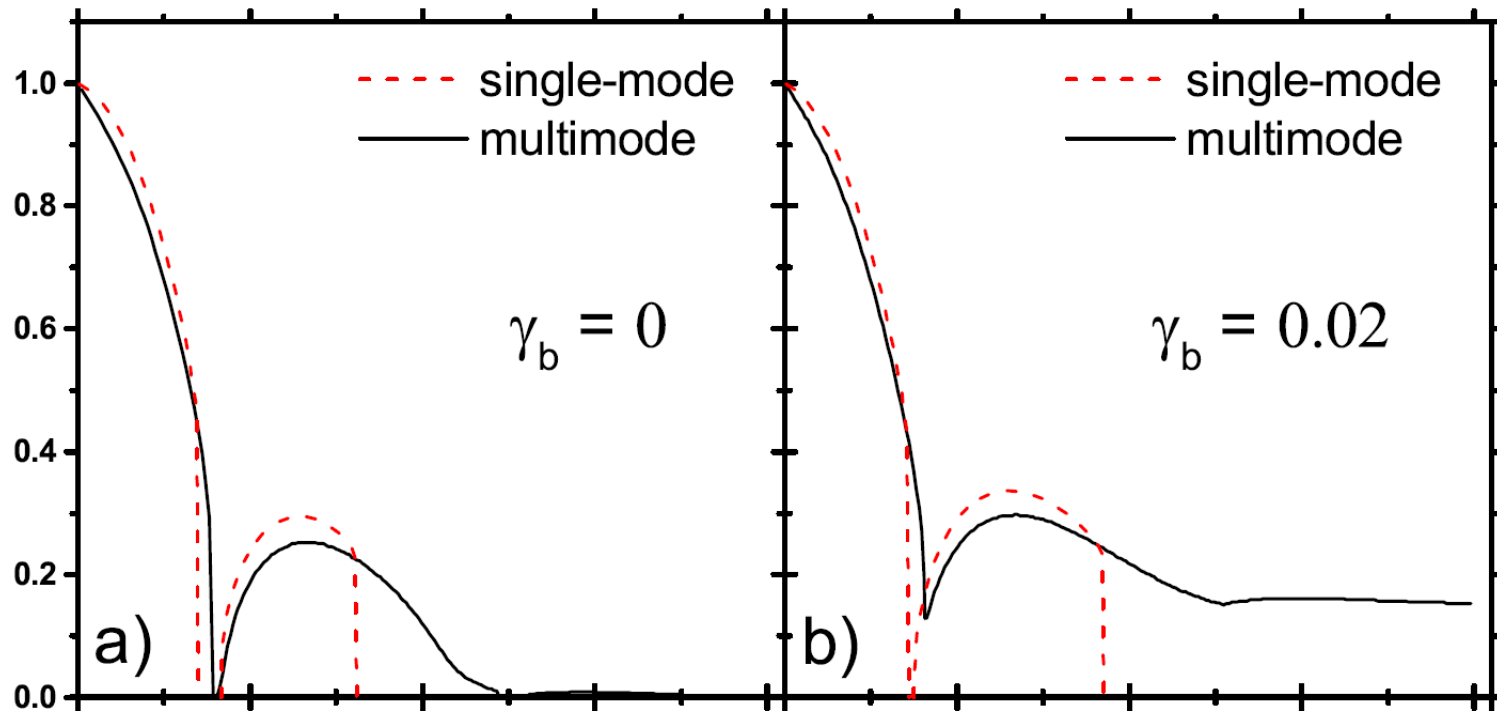 1.0
0.8
0.6
0.4
0.2
0.0
single-mode
multimode
γb = 0
a)
single-mode
multimode
γb = 0.02
b)